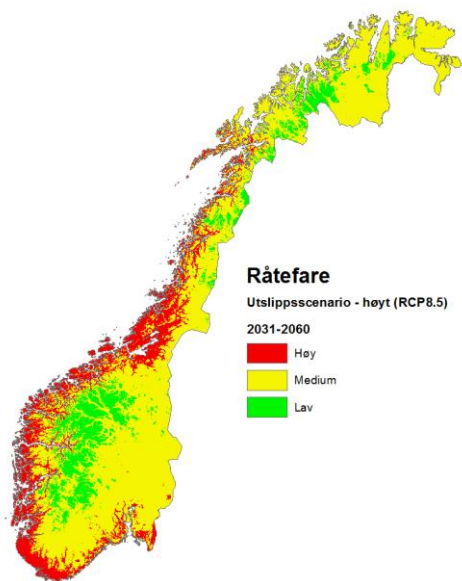 Råtefare
Utslippsscenario - høyt (RCP8.5)
2031-2060
Høy
Medium
Lav